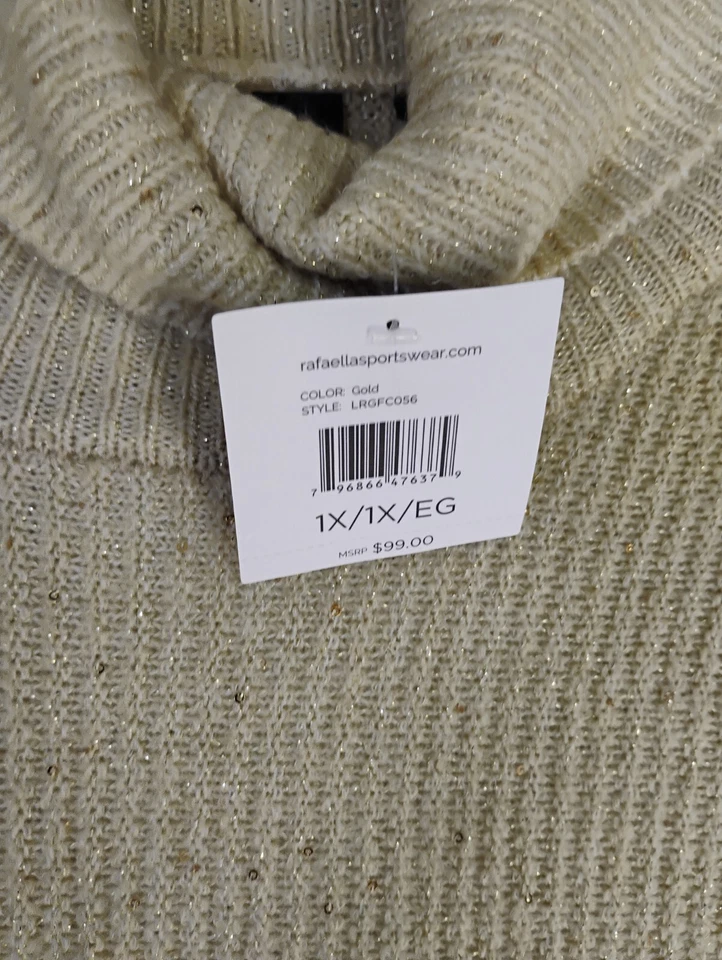 rafaellasportswear.com
COLOR: Gold
STYLE: LRGFC056
7 96866 47637 9
1X/1X/EG
MSRP $99.00